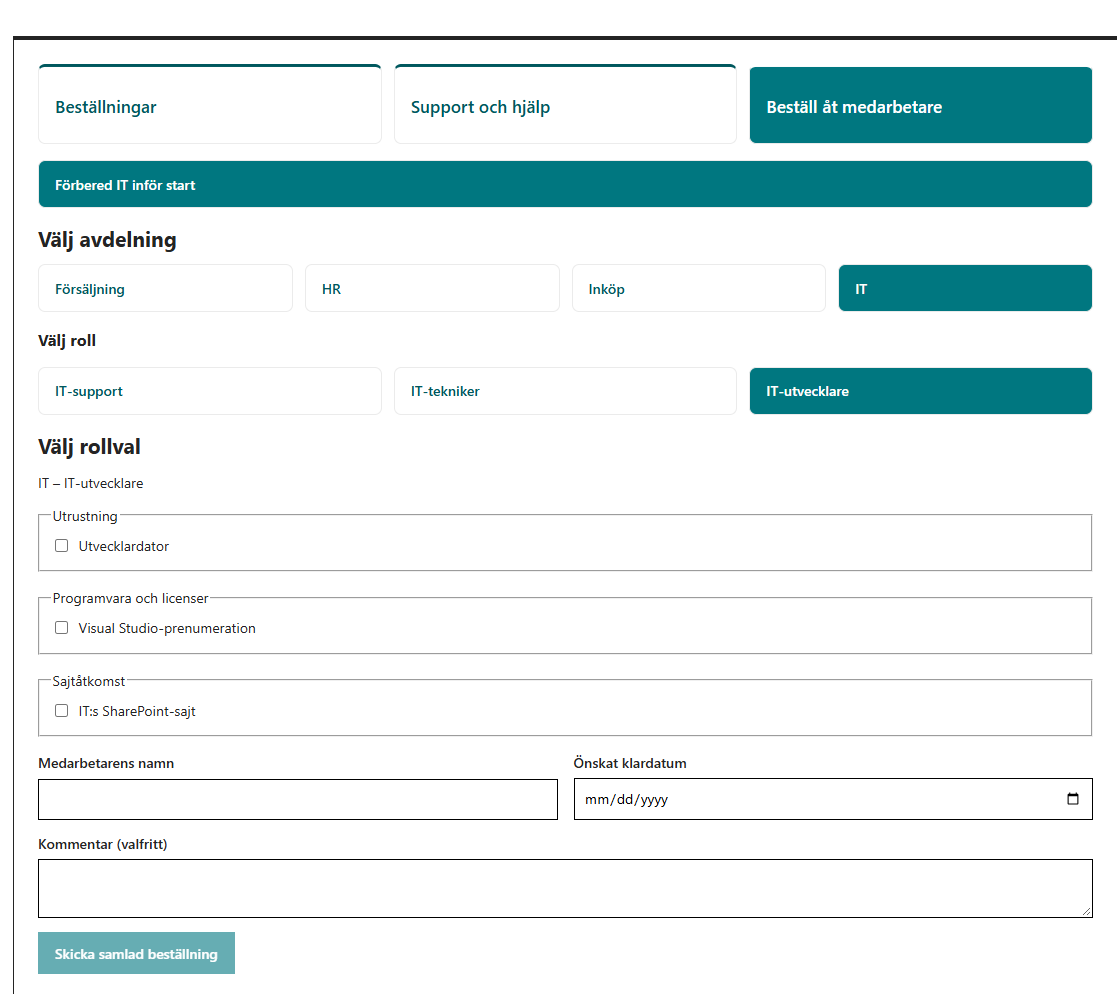 Beställningar
Support och hjälp
Beställ åt medarbetare
Förbered IT inför start
Välj avdelning
Försäljning
HR
Inköp
IT
Välj roll
IT-support
IT-tekniker
IT-utvecklare
Välj rollval
IT – IT-utvecklare
Utrustning
Utvecklardator
Programvara och licenser
Visual Studio-prenumeration
Sajtåtkomst
IT:s SharePoint-sajt
Medarbetarens namn
Önskat klardatum
mm/dd/yyyy
Kommentar (valfritt)
Skicka samlad beställning